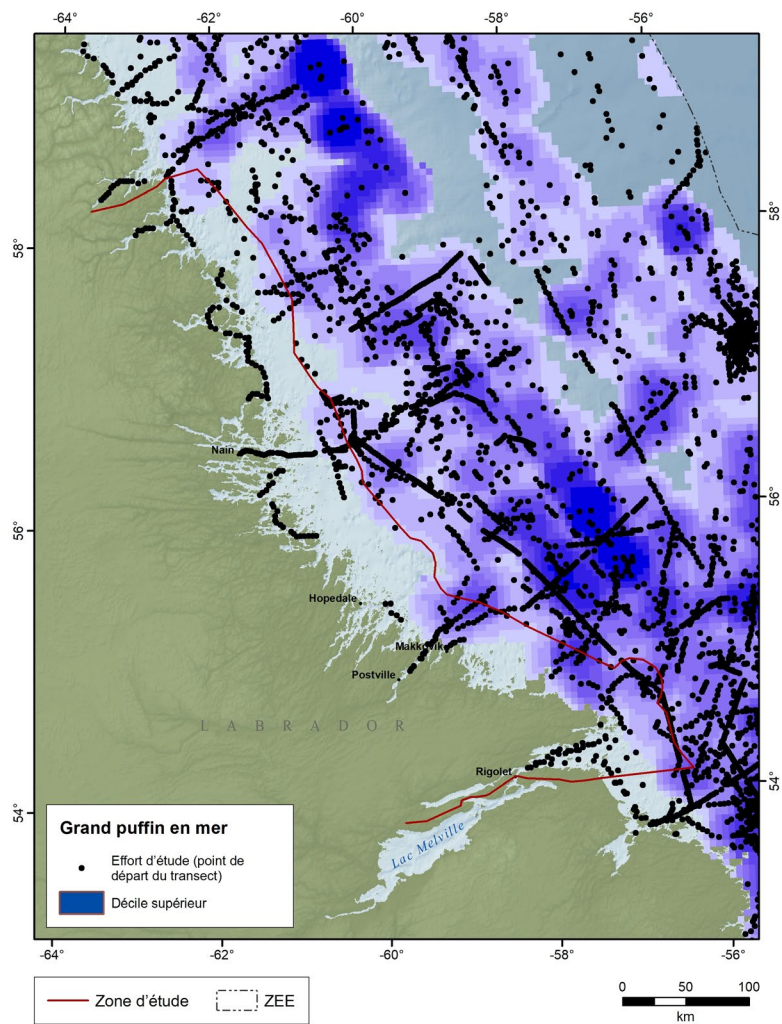 -64° -62° -60° -58° -56°
58°
58°
56°
56°
54°
54°
Nain
Hopedale
Makkovik
Postville
LABRADOR
Rigolet
Lac Melville
Grand puffin en mer
Effort d'étude (point de
départ du transect)
Décile supérieur
-64° -62° -60° -58° -56°
Zone d'étude
ZEE
0 50 100
km